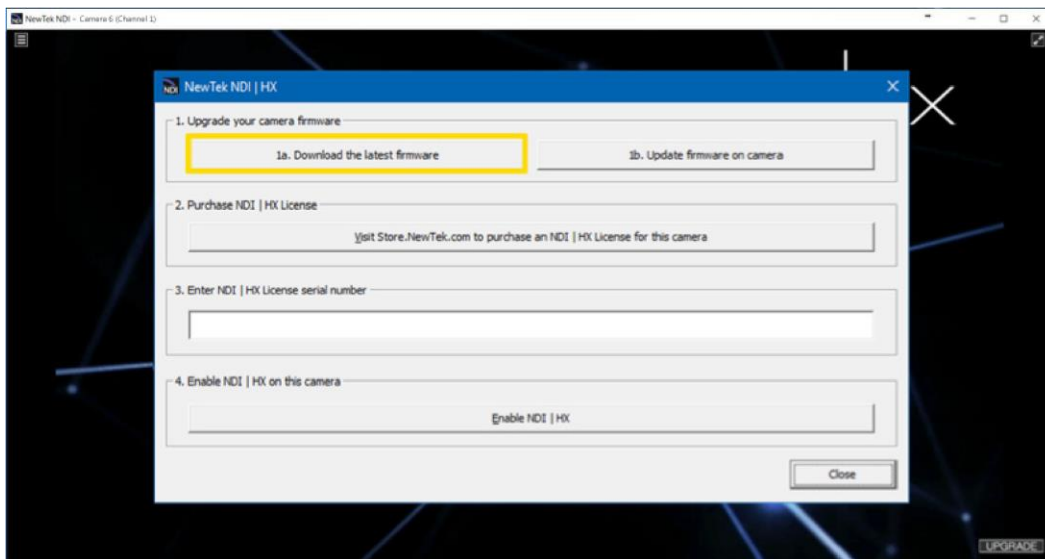 NewTek NDI - Camera 6 (Channel 1)
NDI
NewTek NDI | HX
1. Upgrade your camera firmware
1a. Download the latest firmware
1b. Update firmware on camera
2. Purchase NDI | HX License
Visit Store.NewTek.com to purchase an NDI | HX License for this camera
3. Enter NDI | HX License serial number
4. Enable NDI | HX on this camera
Enable NDI | HX
Close
UPGRADE